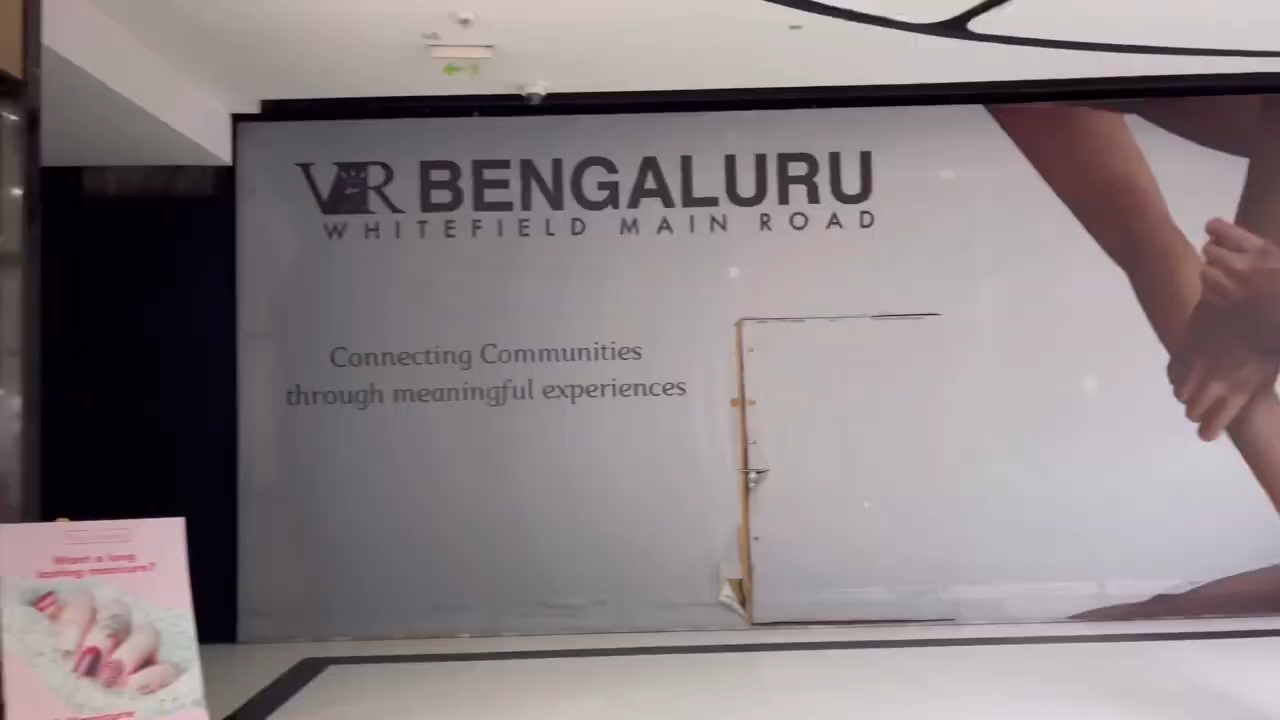 VR BENGALURU
WHITEFIELD MAIN ROAD
Connecting Communities
through meaningful experiences
Want a long
lasting manicure?